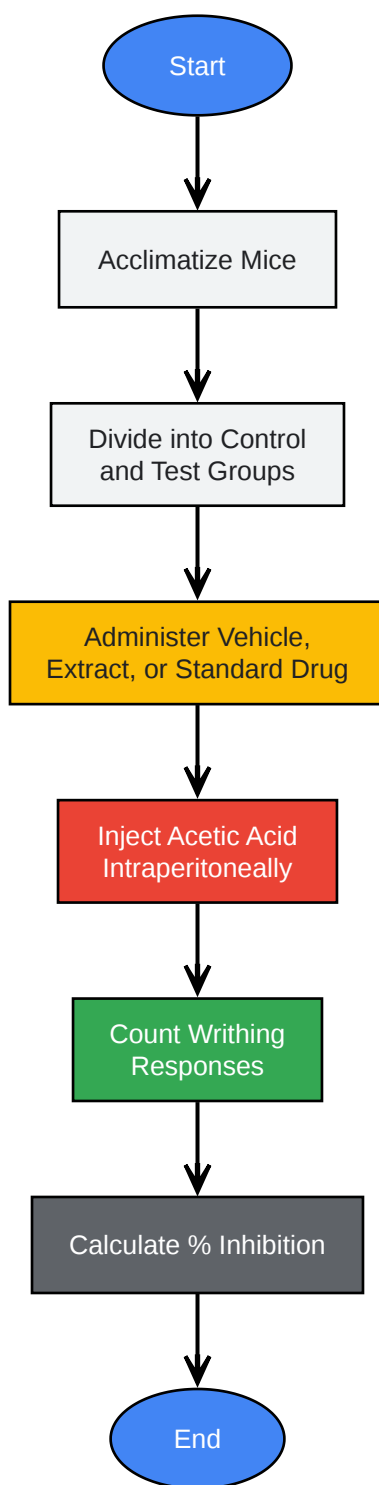 Start
Acclimatize Mice
Divide into Control
and Test Groups
Administer Vehicle,
Extract, or Standard Drug
Inject Acetic Acid
Intraperitoneally
Count Writhing
Responses
Calculate % Inhibition
End